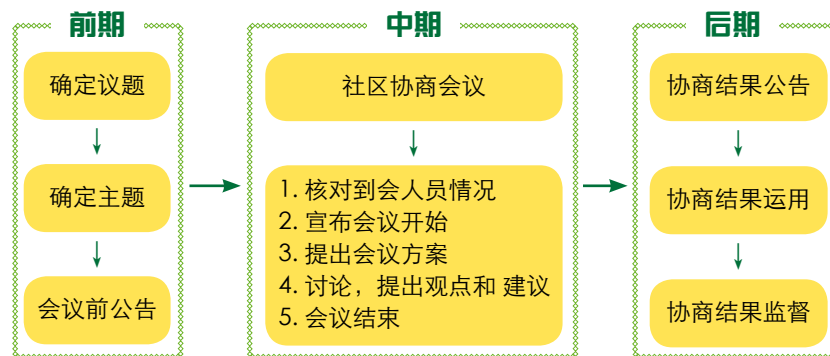 前期
确定议题
确定主题
会议前公告
中期
社区协商会议
1. 核对到会人员情况
2. 宣布会议开始
3. 提出会议方案
4. 讨论，提出观点和 建议
5. 会议结束
后期
协商结果公告
协商结果运用
协商结果监督